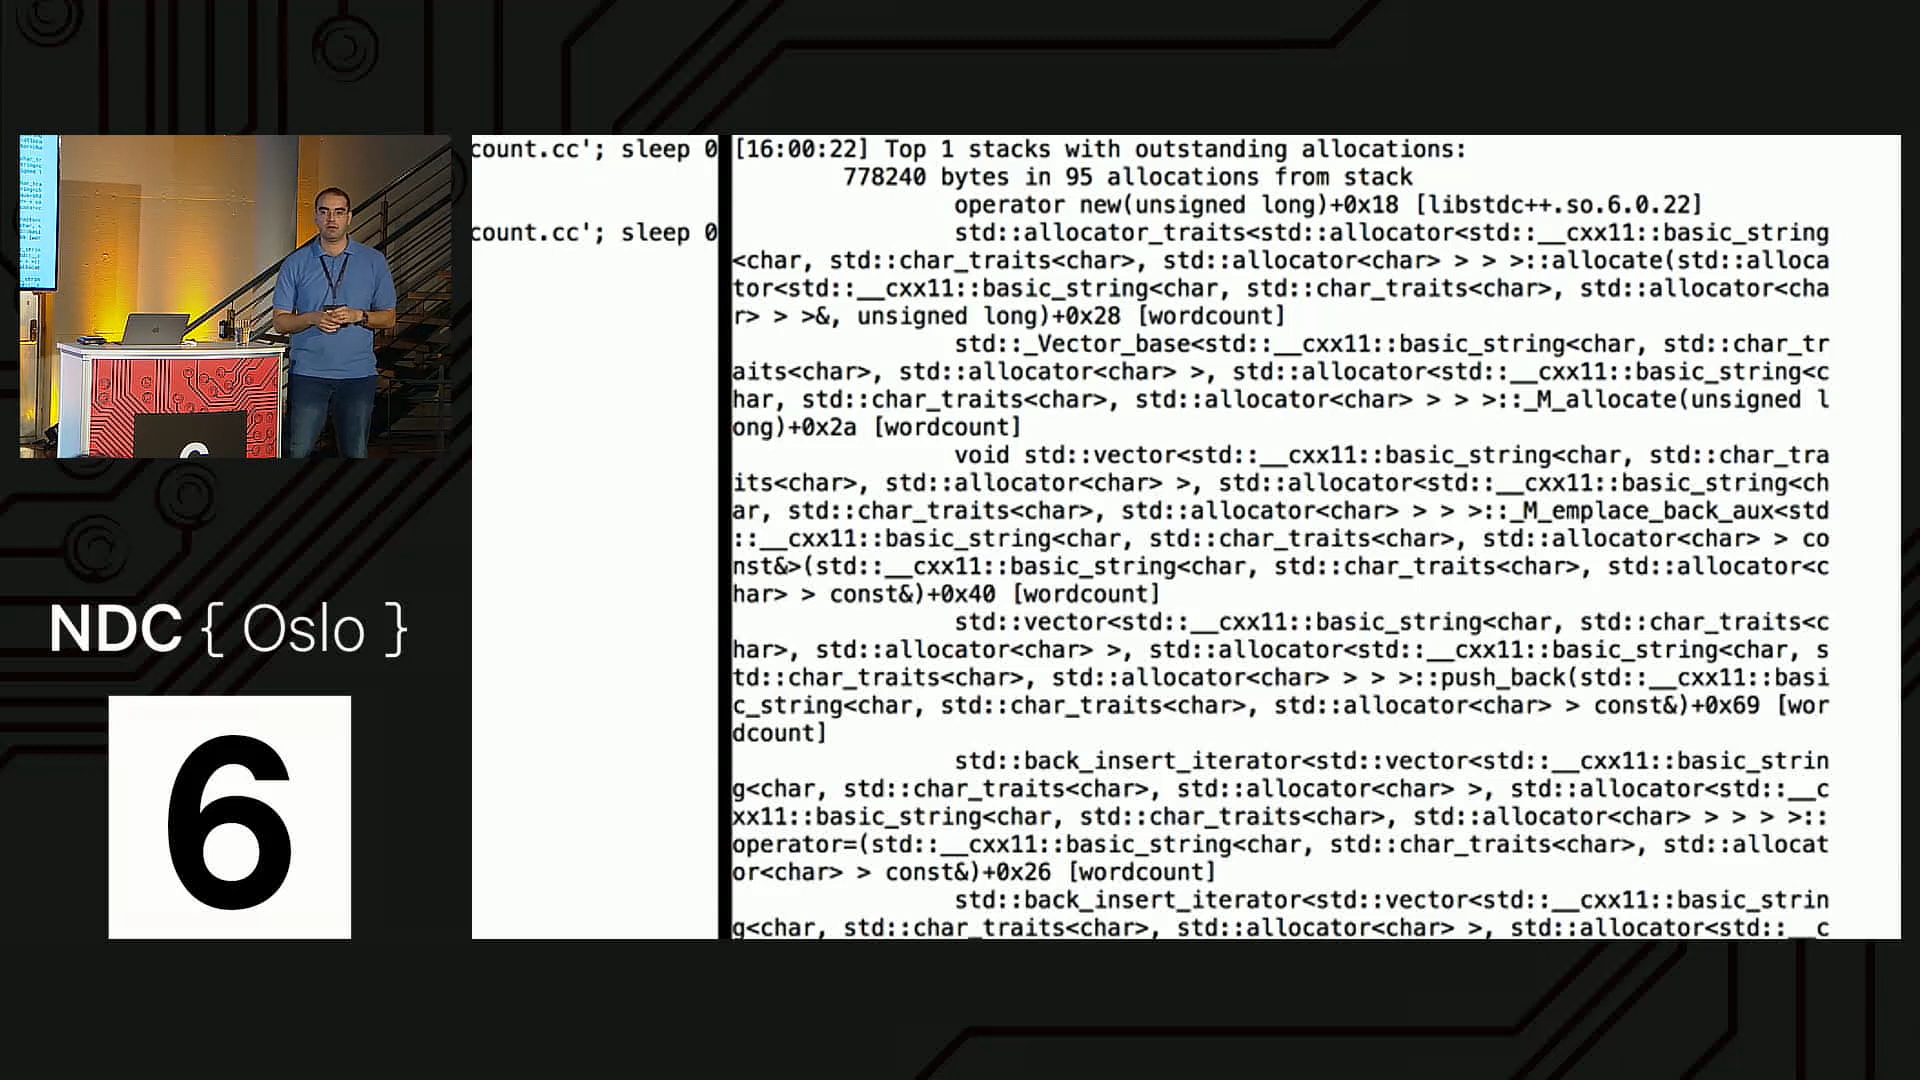 count.cc'; sleep 0
count.cc'; sleep 0
[16:00:22] Top 1 stacks with outstanding allocations:
778240 bytes in 95 allocations from stack
operator new(unsigned long)+0x18 [libstdc++.so.6.0.22]
std::allocator_traits<std::allocator<std::__cxx11::basic_string
<char, std::char_traits<char>, std::allocator<char> > > >::allocate(std::alloca
tor<std::__cxx11::basic_string<char, std::char_traits<char>, std::allocator<cha
r> > >&, unsigned long)+0x28 [wordcount]
std::_Vector_base<std::__cxx11::basic_string<char, std::char_tr
aits<char>, std::allocator<char> >, std::allocator<std::__cxx11::basic_string<c
har, std::char_traits<char>, std::allocator<char> > > >::_M_allocate(unsigned l
ong)+0x2a [wordcount]
void std::vector<std::__cxx11::basic_string<char, std::char_tra
its<char>, std::allocator<char> >, std::allocator<std::__cxx11::basic_string<ch
ar, std::char_traits<char>, std::allocator<char> > > >::_M_emplace_back_aux<std
::__cxx11::basic_string<char, std::char_traits<char>, std::allocator<char> > co
nst&>(std::__cxx11::basic_string<char, std::char_traits<char>, std::allocator<c
har> > const&)+0x40 [wordcount]
std::vector<std::__cxx11::basic_string<char, std::char_traits<c
har>, std::allocator<char> >, std::allocator<std::__cxx11::basic_string<char, s
td::char_traits<char>, std::allocator<char> > > >::push_back(std::__cxx11::basi
c_string<char, std::char_traits<char>, std::allocator<char> > const&)+0x69 [wor
dcount]
std::back_insert_iterator<std::vector<std::__cxx11::basic_strin
g<char, std::char_traits<char>, std::allocator<char> >, std::allocator<std::__c
xx11::basic_string<char, std::char_traits<char>, std::allocator<char> > > > >::
operator=(std::__cxx11::basic_string<char, std::char_traits<char>, std::allocat
or<char> > const&)+0x26 [wordcount]
std::back_insert_iterator<std::vector<std::__cxx11::basic_strin
g<char, std::char_traits<char>, std::allocator<char> >, std::allocator<std::__c
NDC { Oslo }
6